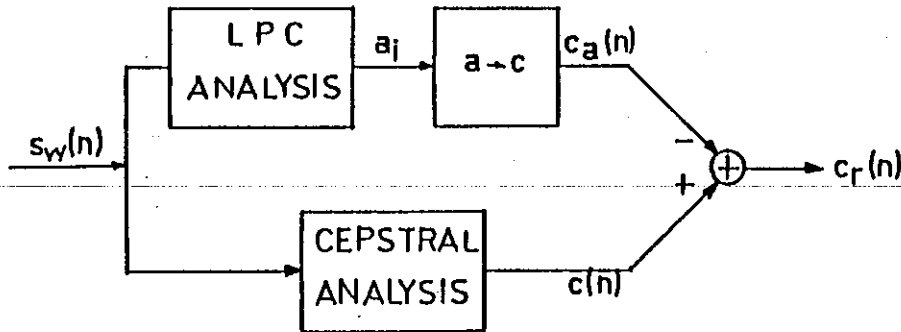 LPC
ANALYSIS
a_i
a → c
c_a(n)
s_w(n)
−
+
+
c_r(n)
CEPSTRAL
ANALYSIS
c(n)